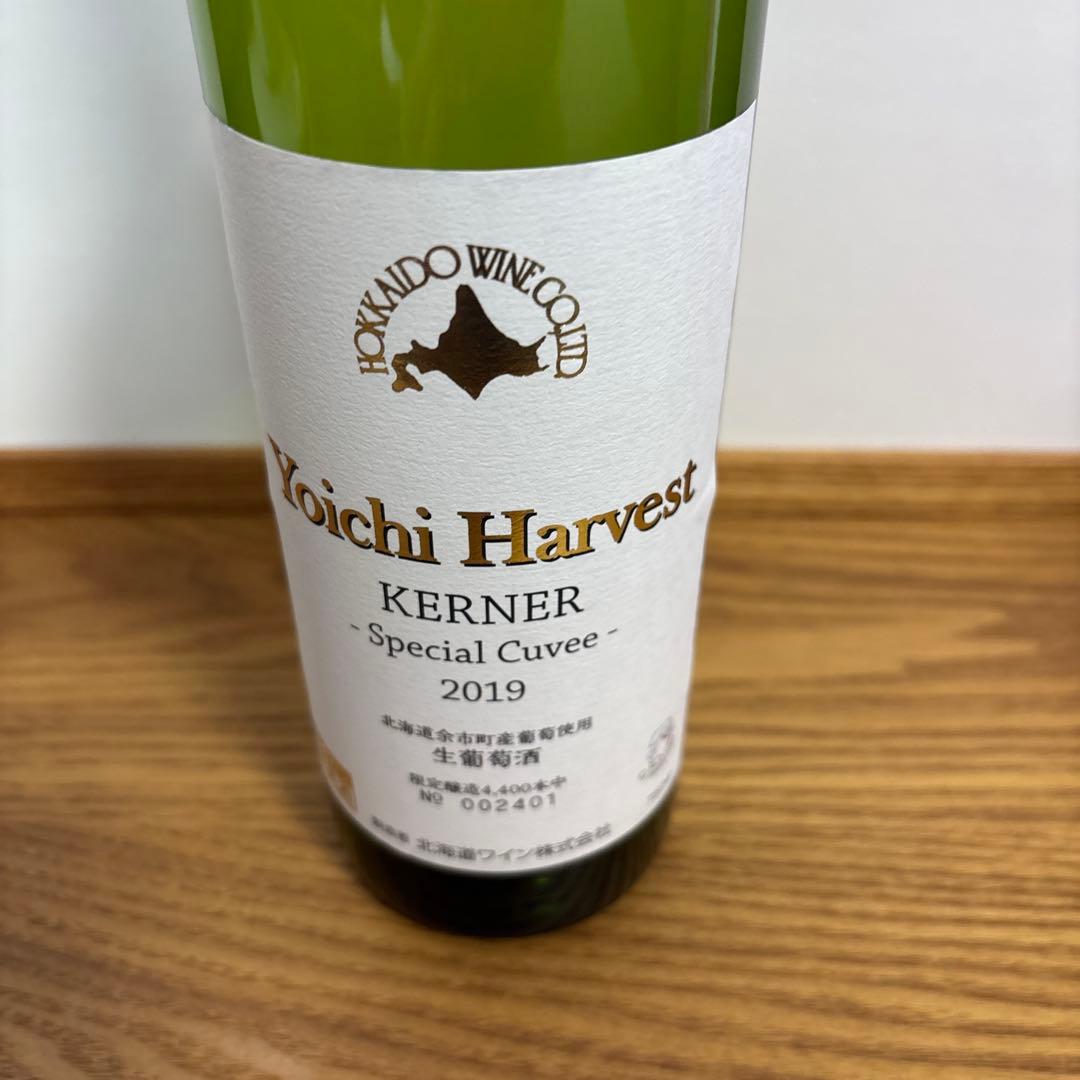 HOKKAIDO WINE CO.,LTD
Yoichi Harvest
KERNER
- Special Cuvee -
2019
北海道余市町産葡萄使用
生葡萄酒
限定醸造4,400本中
№ 002401
北海道ワイン株式会社